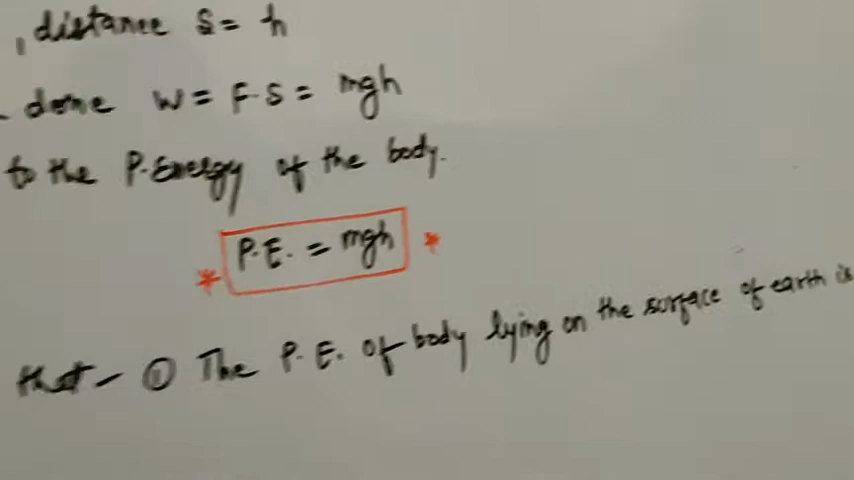 , distance S = h
- done W = F·S = mgh
to the P.Energy of the body.
* P.E. = mgh *
that - ① The P.E. of body lying on the surface of earth is